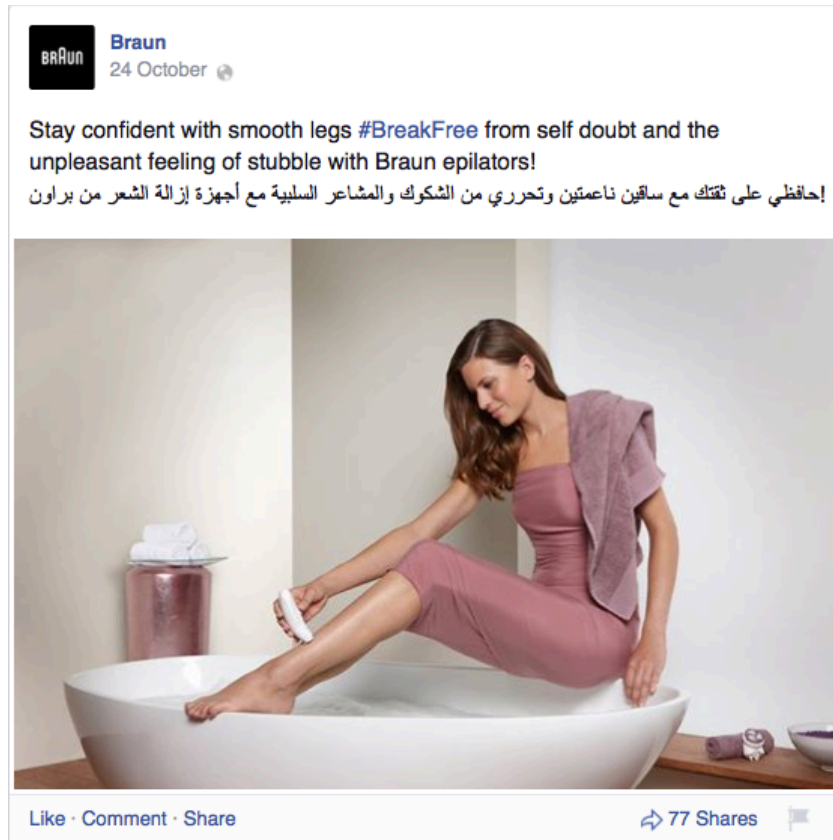 BRAUN
Braun
24 October
Stay confident with smooth legs #BreakFree from self doubt and the
unpleasant feeling of stubble with Braun epilators!
حافظي على ثقتك مع ساقين ناعمتين وتحرري من الشكوك والمشاعر السلبية مع أجهزة إزالة الشعر من براون!
Like · Comment · Share
77 Shares